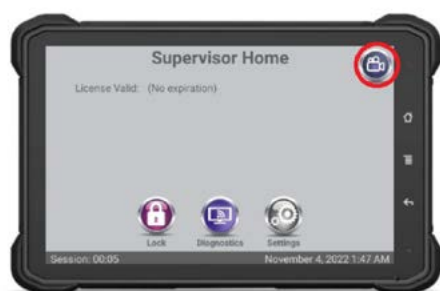 Supervisor Home
License Valid: (No expiration)
Lock
Diagnostics
Settings
Session: 00:05
November 4, 2022 1:47 AM